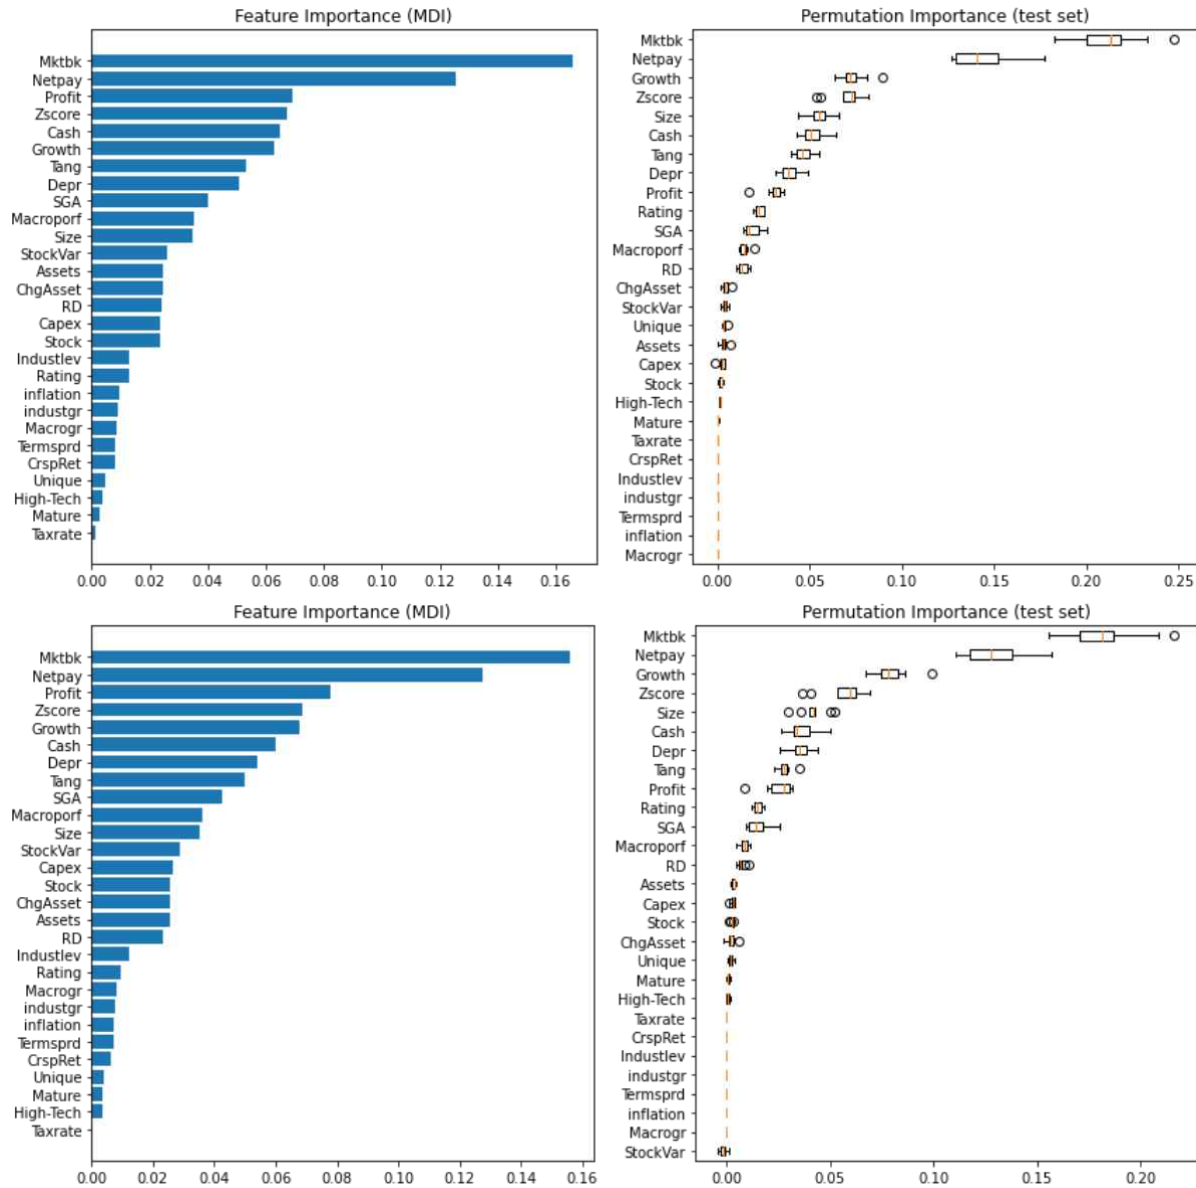 Feature Importance (MDI)
Mktbk
Netpay
Profit
Zscore
Cash
Growth
Tang
Depr
SGA
Macroporf
Size
StockVar
Assets
ChgAsset
RD
Capex
Stock
Industlev
Rating
inflation
industgr
Macrogr
Termsprd
CrspRet
Unique
High-Tech
Mature
Taxrate
0.00 0.02 0.04 0.06 0.08 0.10 0.12 0.14 0.16
Permutation Importance (test set)
Mktbk
Netpay
Growth
Zscore
Size
Cash
Tang
Depr
Profit
Rating
SGA
Macroporf
RD
ChgAsset
StockVar
Unique
Assets
Capex
Stock
High-Tech
Mature
Taxrate
CrspRet
Industlev
industgr
Termsprd
inflation
Macrogr
0.00 0.05 0.10 0.15 0.20 0.25
Feature Importance (MDI)
Mktbk
Netpay
Profit
Zscore
Growth
Cash
Depr
Tang
SGA
Macroporf
Size
StockVar
Capex
Stock
ChgAsset
Assets
RD
Industlev
Rating
Macrogr
industgr
inflation
Termsprd
CrspRet
Unique
Mature
High-Tech
Taxrate
0.00 0.02 0.04 0.06 0.08 0.10 0.12 0.14 0.16
Permutation Importance (test set)
Mktbk
Netpay
Growth
Zscore
Size
Cash
Depr
Tang
Profit
Rating
SGA
Macroporf
RD
Assets
Capex
Stock
ChgAsset
Unique
Mature
High-Tech
Taxrate
CrspRet
Industlev
industgr
Termsprd
inflation
Macrogr
StockVar
0.00 0.05 0.10 0.15 0.20